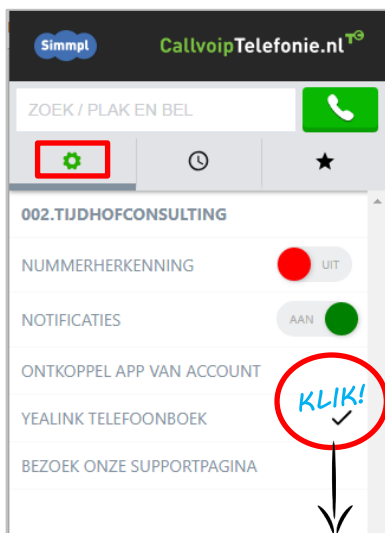 Simmpl
CallvoipTelefonie.nl TC
ZOEK / PLAK EN BEL
002.TIJDHOFCONSULTING
NUMMERHERKENNING UIT
NOTIFICATIES AAN
ONTKOPPEL APP VAN ACCOUNT
KLIK!
YEALINK TELEFOONBOEK
BEZOEK ONZE SUPPORTPAGINA